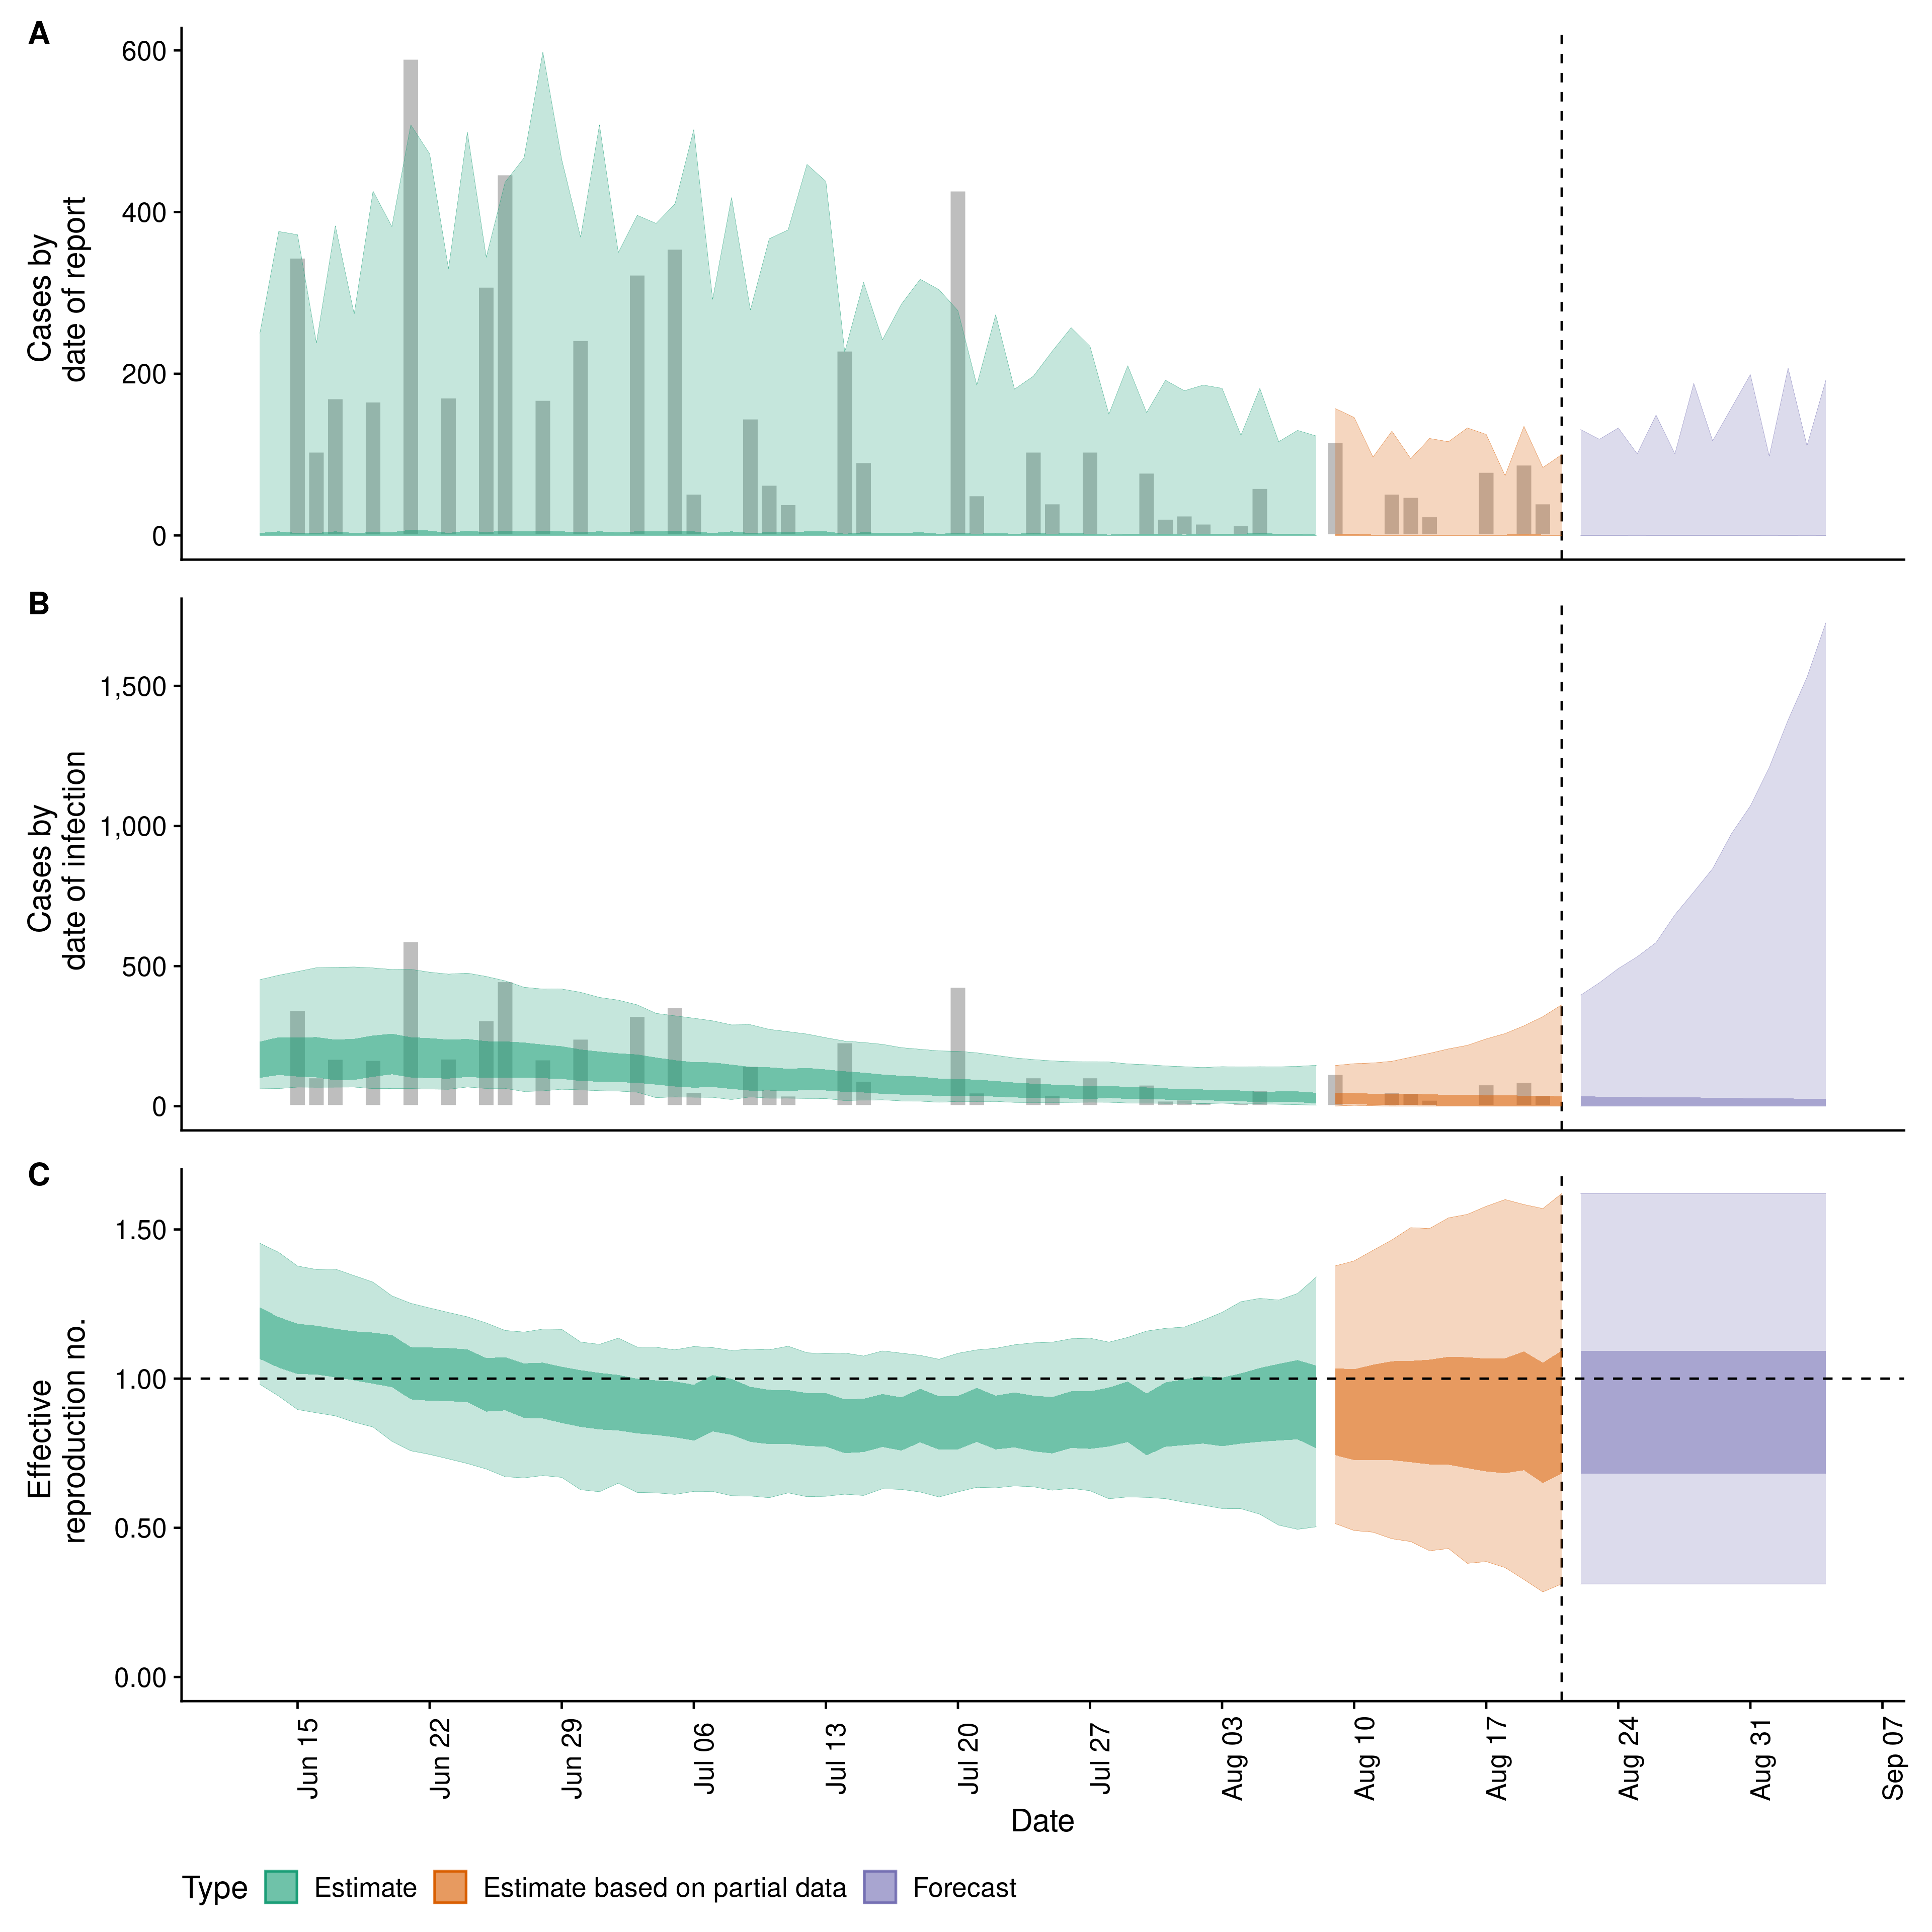 A
600
400
200
0
Cases by
date of report
B
1,500
1,000
500
0
Cases by
date of infection
C
1.50
1.00
0.50
0.00
Effective
reproduction no.
Jun 15
Jun 22
Jun 29
Jul 06
Jul 13
Jul 20
Jul 27
Aug 03
Aug 10
Aug 17
Aug 24
Aug 31
Sep 07
Date
Type Estimate Estimate based on partial data Forecast